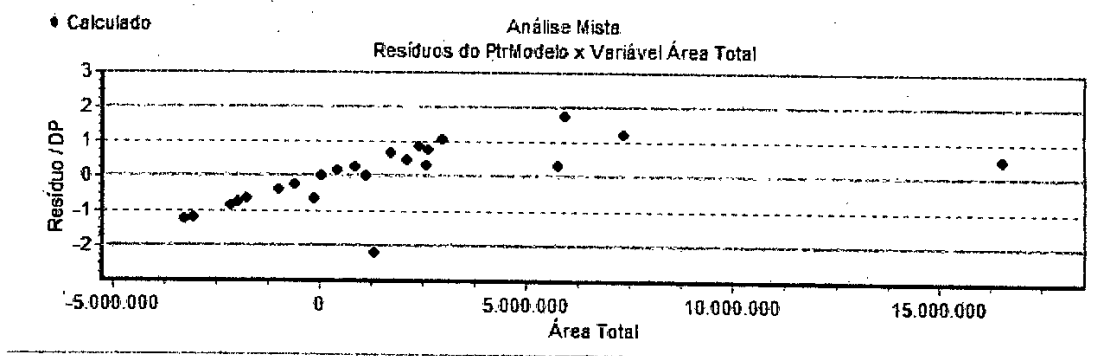 Calculado
Análise Mista
Resíduos do PtrModelo x Variável Área Total
Resíduo / DP
3
2
1
0
-1
-2
-5.000.000
0
5.000.000
10.000.000
15.000.000
Área Total